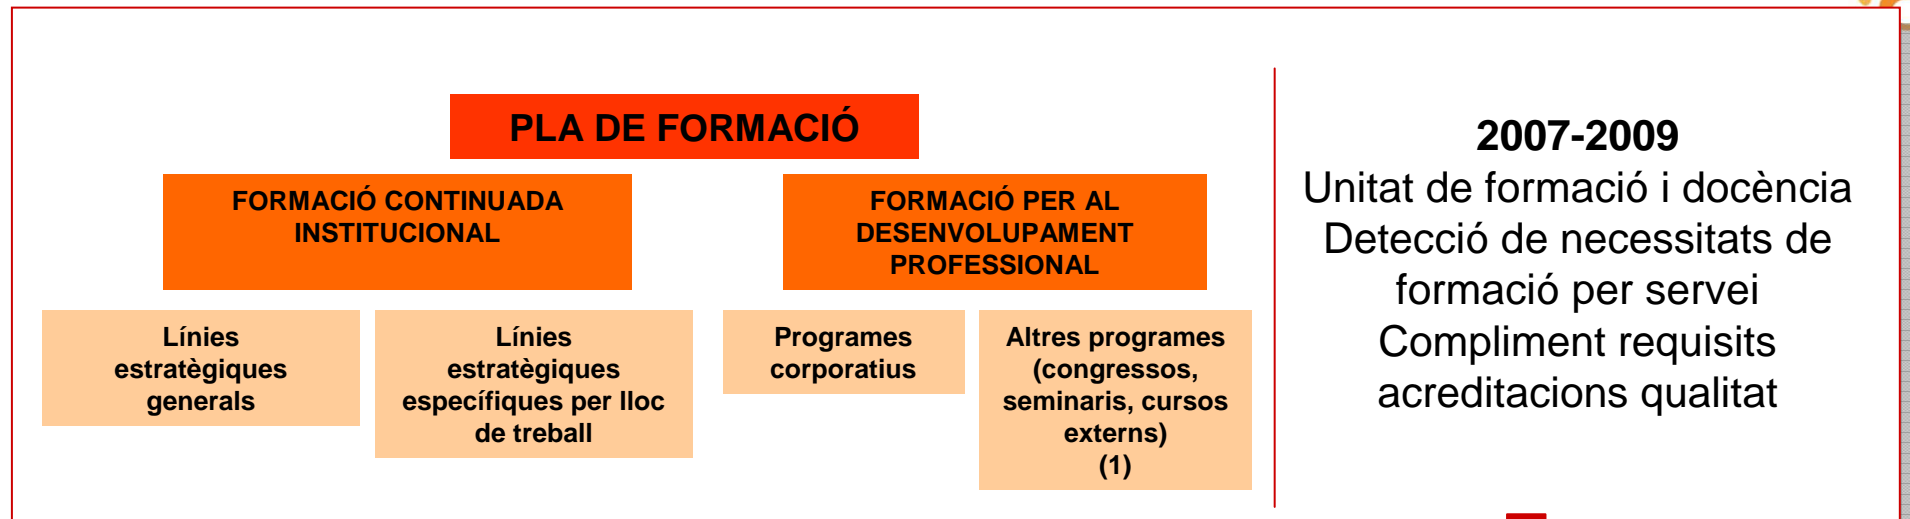 PLA DE FORMACIÓ
FORMACIÓ CONTINUADA
INSTITUCIONAL
FORMACIÓ PER AL
DESENVOLUPAMENT
PROFESSIONAL
Línies
estratègiques
generals
Línies
estratègiques
específiques per lloc
de treball
Programes
corporatius
Altres programes
(congressos,
seminaris, cursos
externs)
(1)
2007-2009
Unitat de formació i docència
Detecció de necessitats de
formació per servei
Compliment requisits
acreditacions qualitat